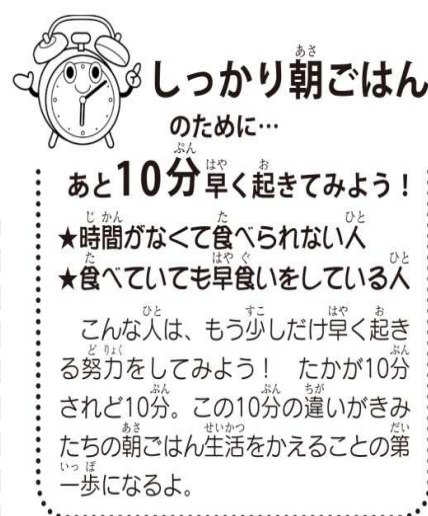 しっかり朝ごはん
のために…
あと10分早く起きてみよう！
★時間がなくて食べられない人
★食べていても早食いをしている人
こんな人は、もう少しだけ早く起き
る努力をしてみよう！　たかが10分
されど10分。この10分の違いがきみ
たちの朝ごはん生活をかえることの第
一歩になるよ。